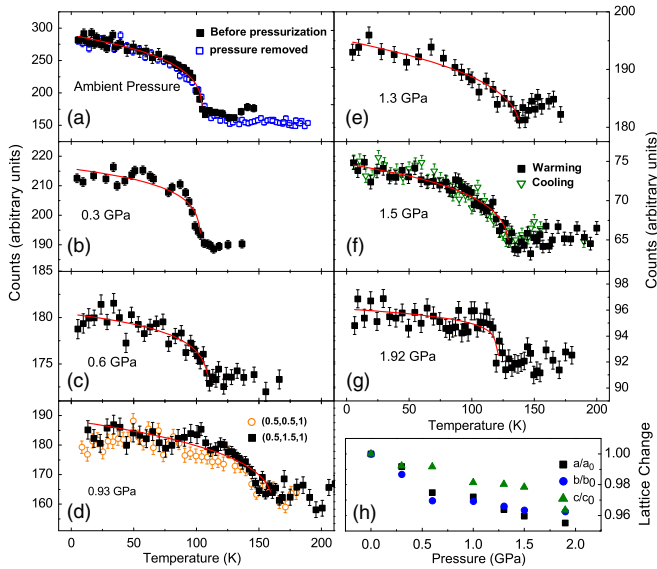 300
250
200
150
Before pressurization
pressure removed
Ambient Pressure
(a)
215
210
200
190
185
0.3 GPa
(b)
180
175
0.6 GPa
(c)
190
180
170
160
(0.5,0.5,1)
(0.5,1.5,1)
0.93 GPa
(d)
0 50 100 150 200
Temperature (K)
Counts (arbitrary units)
200
190
180
1.3 GPa
(e)
75
70
65
Warming
Cooling
1.5 GPa
(f)
98
96
94
92
90
1.92 GPa
(g)
0 25 50 75 100 125 150 175 200
Temperature (K)
Counts (arbitrary units)
1.00
0.98
0.96
a/a0
b/b0
c/c0
(h)
0.0 0.5 1.0 1.5 2.0
Pressure (GPa)
Lattice Change